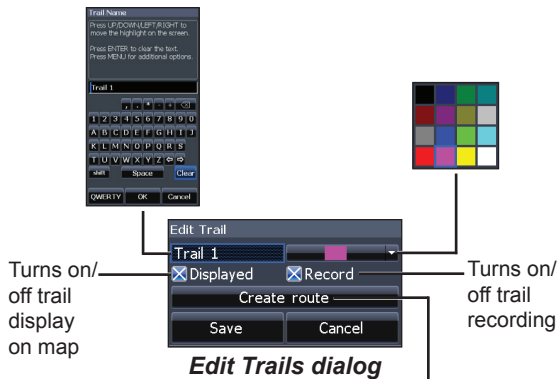 Trail Name
Press UP/DOWN/LEFT/RIGHT to
move the highlight on the screen.
Press ENTER to clear the text.
Press MENU for additional options.
Trail 1
, . * - +
1 2 3 4 5 6 7 8 9 0
A B C D E F G H I J
K L M N O P Q R S
T U V W X Y Z
shift Space Clear
QWERTY OK Cancel
Edit Trail
Trail 1
Displayed Record
Create route
Save Cancel
Turns on/
off trail
display
on map
Turns on/
off trail
recording
Edit Trails dialog